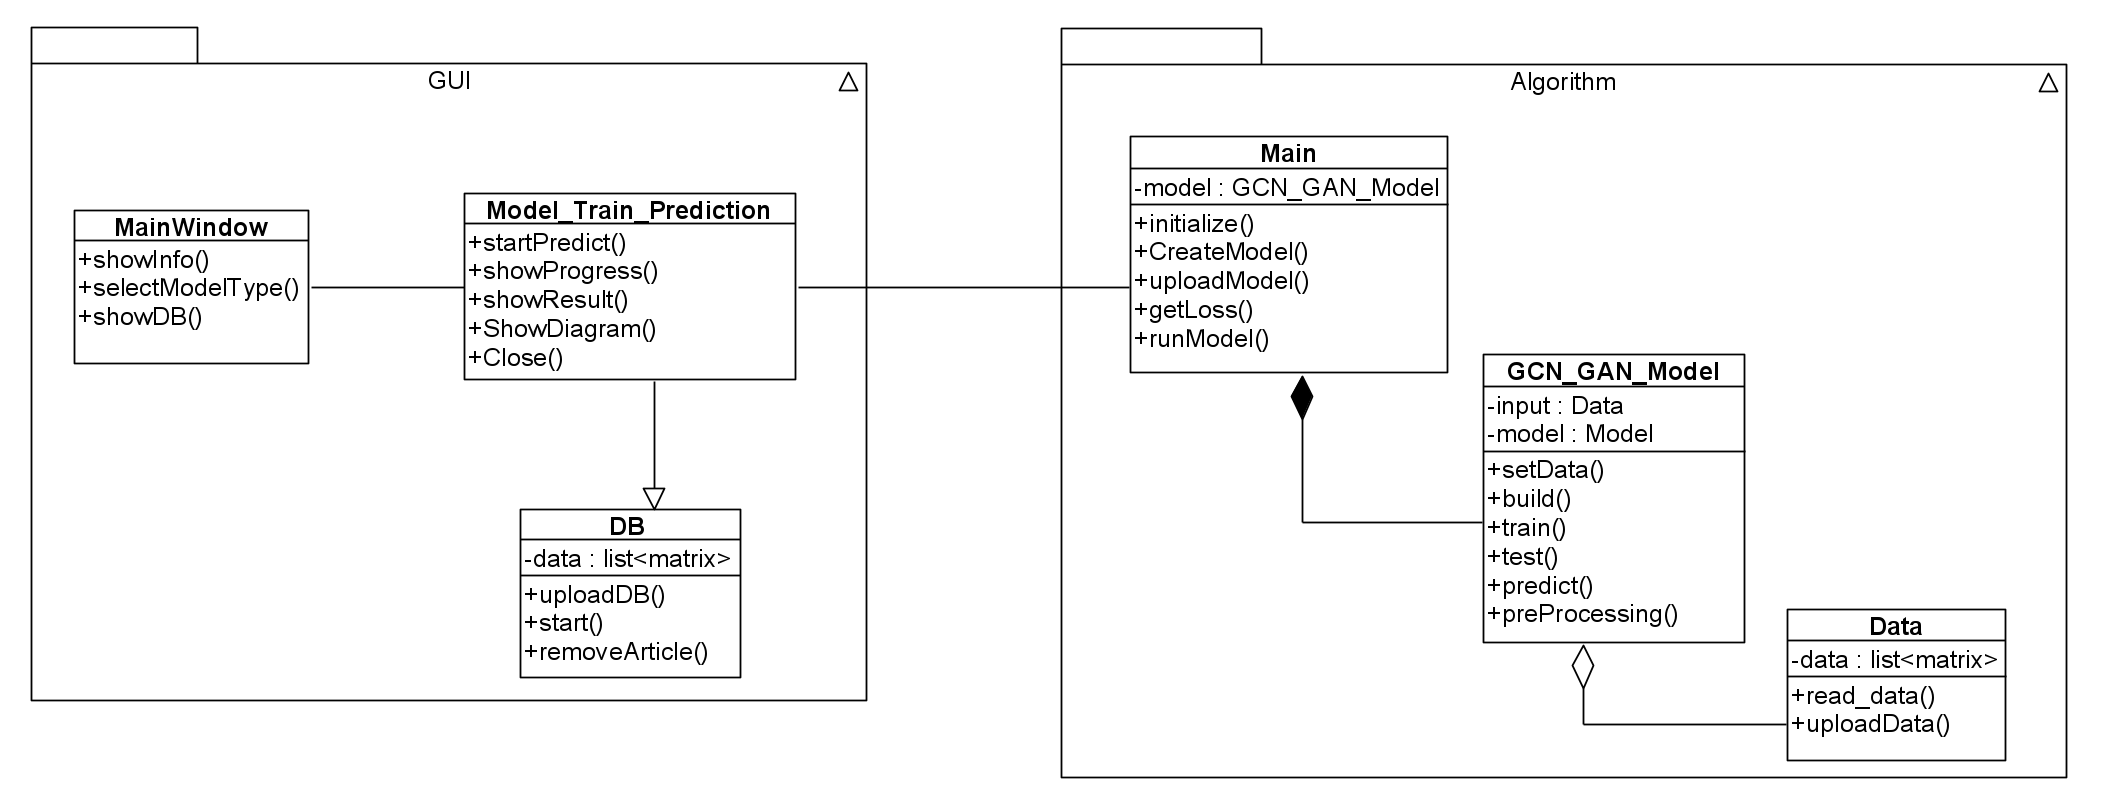 GUI
MainWindow
+showInfo()
+selectModelType()
+showDB()
Model_Train_Prediction
+startPredict()
+showProgress()
+showResult()
+ShowDiagram()
+Close()
DB
-data : list<matrix>
+uploadDB()
+start()
+removeArticle()
Algorithm
Main
-model : GCN_GAN_Model
+initialize()
+CreateModel()
+uploadModel()
+getLoss()
+runModel()
GCN_GAN_Model
-input : Data
-model : Model
+setData()
+build()
+train()
+test()
+predict()
+preProcessing()
Data
-data : list<matrix>
+read_data()
+uploadData()